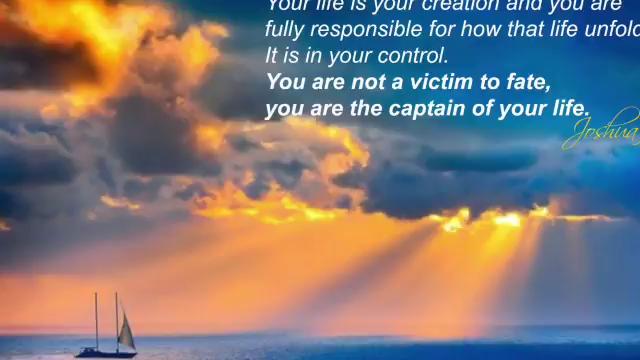 Your life is your creation and you are
fully responsible for how that life unfold
It is in your control.
You are not a victim to fate,
you are the captain of your life.
Joshua